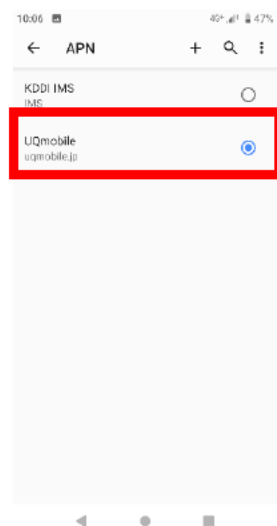 10:06 4G+ 47%
APN
KDDI IMS
IMS
UQmobile
uqmobile.jp